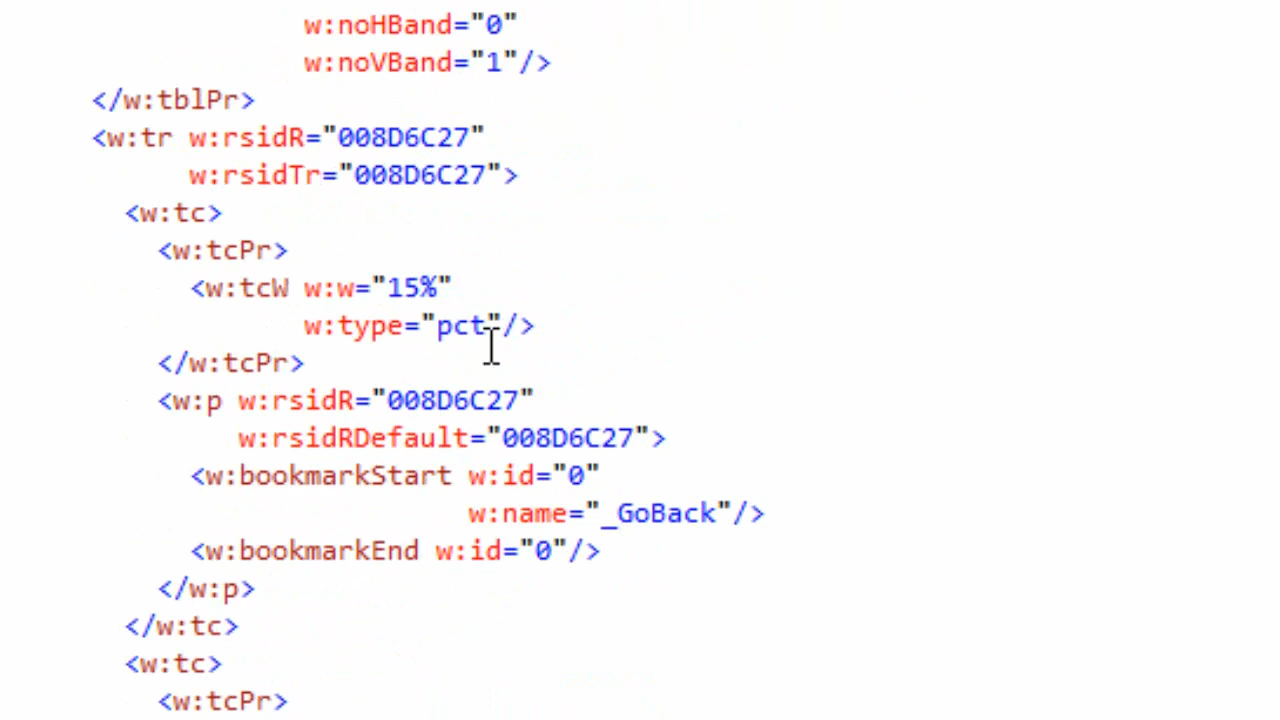 w:noHBand="0"
w:noVBand="1"/>
</w:tblPr>
<w:tr w:rsidR="008D6C27"
w:rsidTr="008D6C27">
<w:tc>
<w:tcPr>
<w:tcW w:w="15%"
w:type="pct"/>
</w:tcPr>
<w:p w:rsidR="008D6C27"
w:rsidRDefault="008D6C27">
<w:bookmarkStart w:id="0"
w:name="_GoBack"/>
<w:bookmarkEnd w:id="0"/>
</w:p>
</w:tc>
<w:tc>
<w:tcPr>